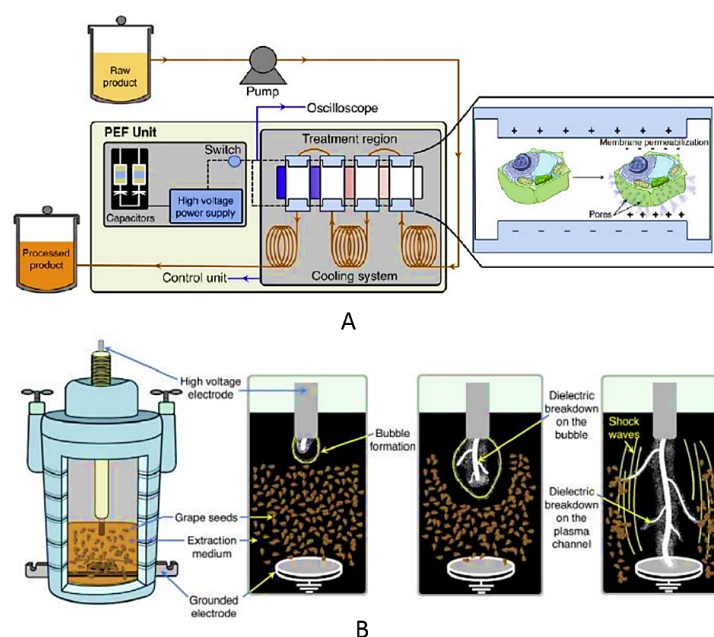 Raw
product
Pump
Oscilloscope
PEF Unit
Switch
Treatment region
Capacitors
High voltage
power supply
Processed
product
Control unit
Cooling system
+ + + + +
Membrane permeabilization
- - - - -
Pores
+ + + + +
− − − − −
A
High voltage
electrode
Bubble
formation
Dielectric
breakdown
on the
bubble
Shock
waves
Grape seeds
Extraction
medium
Dielectric
breakdown
on the
plasma
channel
Grounded
electrode
B